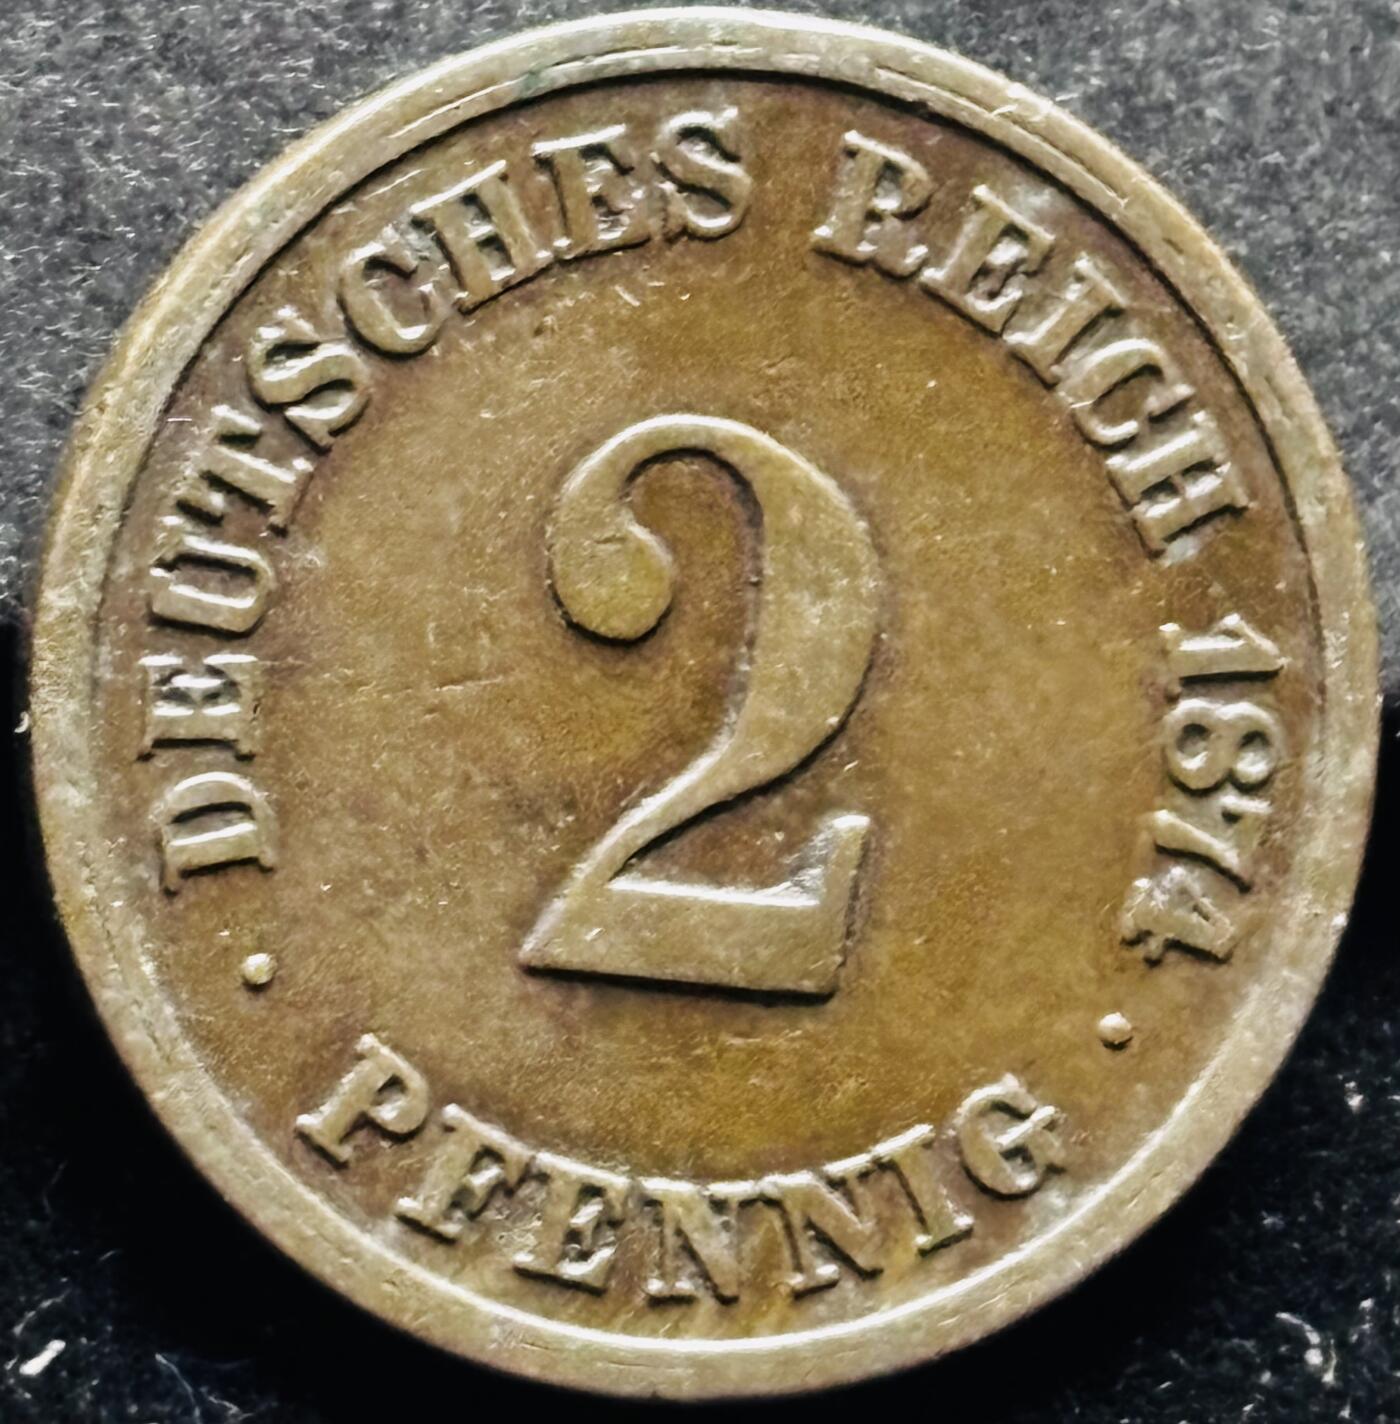 DEUTSCHES REICH 1874
2
· PFENNIG ·